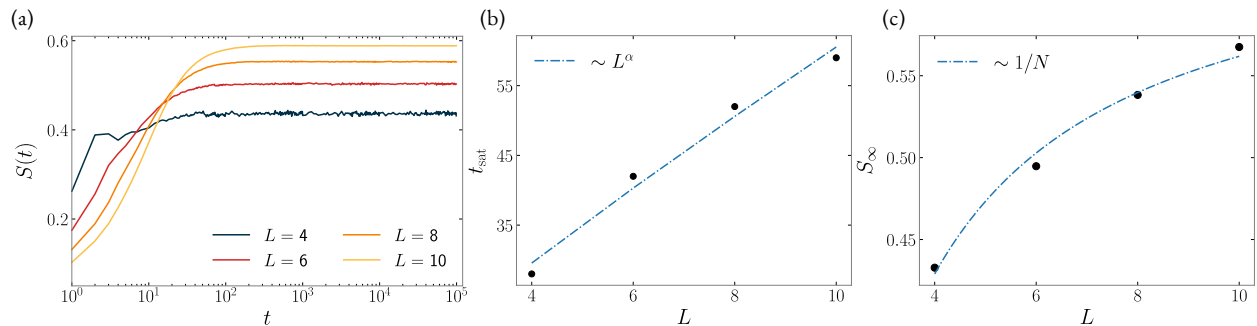 (a)
S(t)
0.6
0.4
0.2
L = 4
L = 6
L = 8
L = 10
10^0
10^1
10^2
10^3
10^4
10^5
t
(b)
t_sat
55
45
35
~ L^α
4
6
8
10
L
(c)
S_∞
0.55
0.50
0.45
~ 1/N
4
6
8
10
L